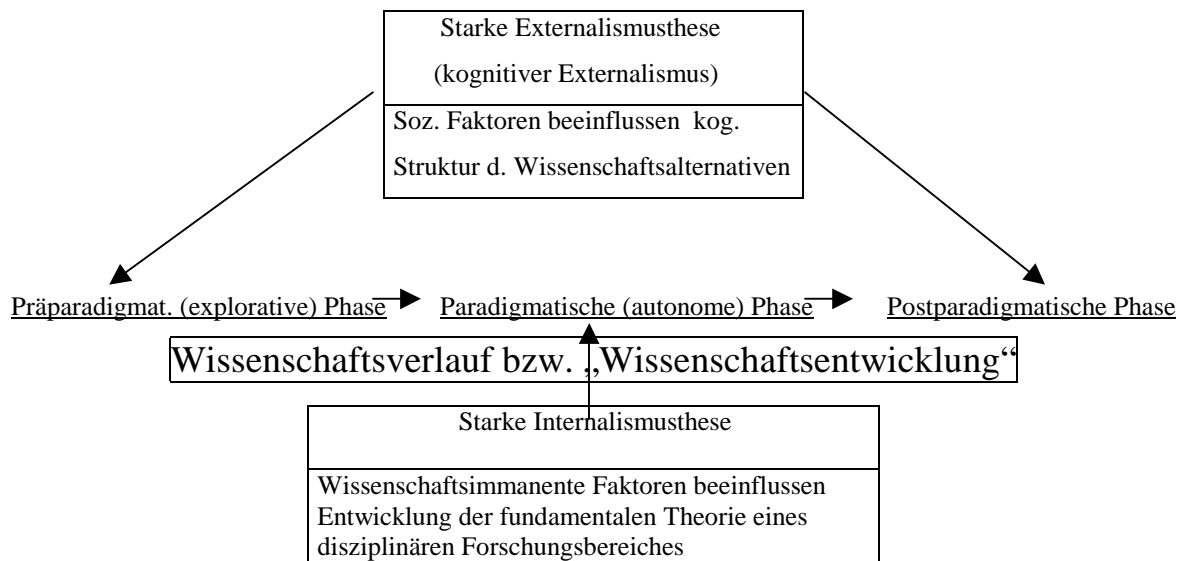 Starke Externalismusthese
(kognitiver Externalismus)
Soz. Faktoren beeinflussen kog.
Struktur d. Wissenschaftsalternativen
Präparadigmat. (explorative) Phase Paradigmatische (autonome) Phase Postparadigmatische Phase
Wissenschaftsverlauf bzw. „Wissenschaftsentwicklung“
Starke Internalismusthese
Wissenschaftsimmanente Faktoren beeinflussen
Entwicklung der fundamentalen Theorie eines
disziplinären Forschungsbereiches